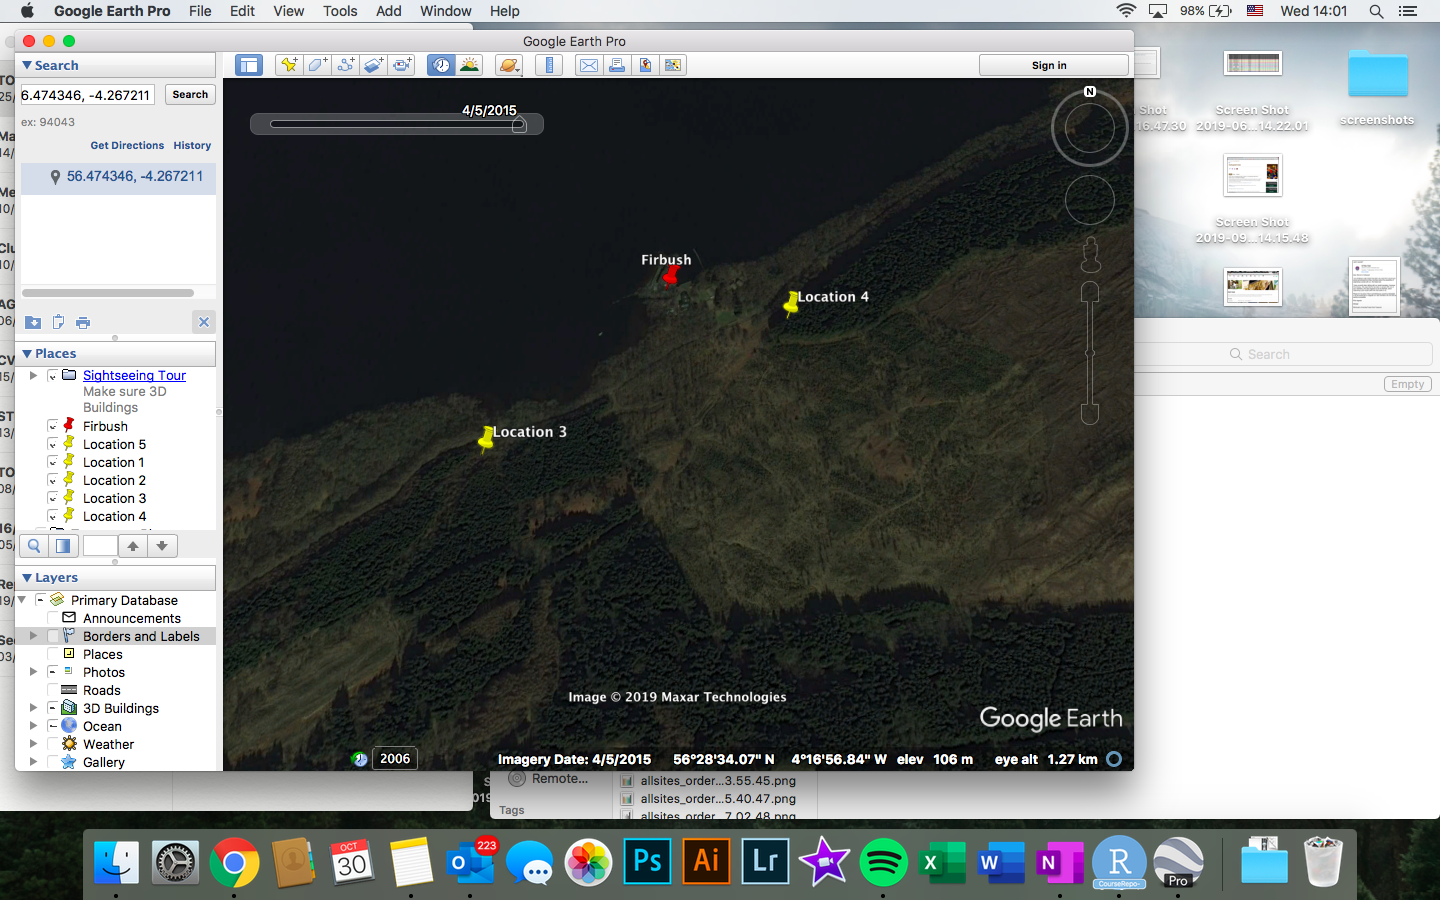 Google Earth Pro File Edit View Tools Add Window Help
98% Wed 14:01
Google Earth Pro
Search
6.474346, -4.267211 Search
ex: 94043
Get Directions History
56.474346, -4.267211
Places
Sightseeing Tour
Make sure 3D
Buildings
Firbush
Location 5
Location 1
Location 2
Location 3
Location 4
Layers
Primary Database
Announcements
Borders and Labels
Places
Photos
Roads
3D Buildings
Ocean
Weather
Gallery
Sign in
4/5/2015
N
Firbush
Location 4
Location 3
Image © 2019 Maxar Technologies
Google Earth
2006
Imagery Date: 4/5/2015 56°28'34.07" N 4°16'56.84" W elev 106 m eye alt 1.27 km
Shot
16.47.30
Screen Shot
2019-06...14.22.01
screenshots
Screen Shot
2019-09...14.15.48
Search
Empty
Remote...
Tags
allsites_order...3.55.45.png
allsites_order...5.40.47.png
allsites_order...7.02.48.png
OCT
30
223
Ps
Ai
Lr
X
W
N
R
CourseRepo-
Pro